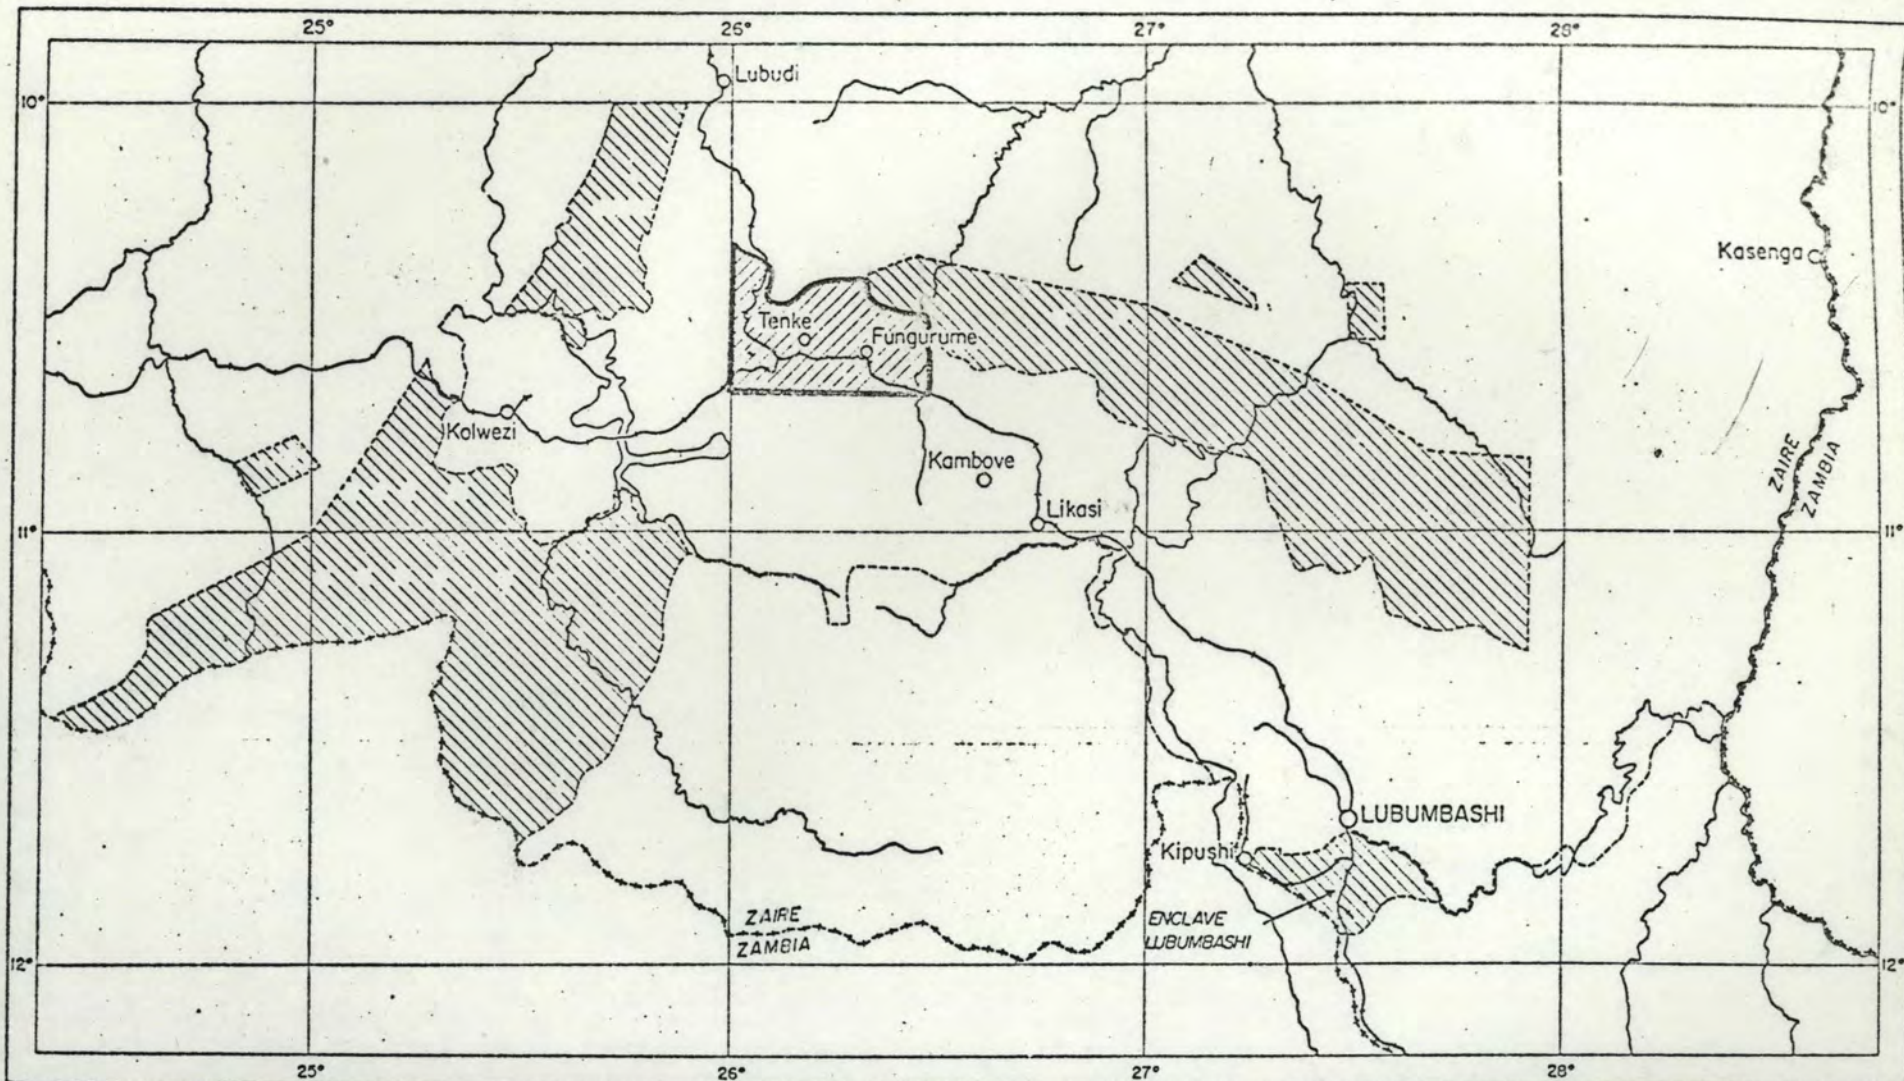 25°
26°
27°
28°
Lubudi
10°
10°
Kasenga
Tenke
Fungurume
Kolwezi
ZAIRE
ZAMBIA
Kambove
Likasi
11°
11°
LUBUMBASHI
Kipushi
ZAIRE
ZAMBIA
ENCLAVE
LUBUMBASHI
12°
12°
25°
26°
27°
28°